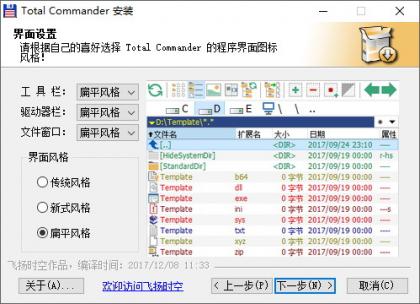 Total Commander 安装
界面设置
请根据自己的喜好选择 Total Commander 的程序界面图标
风格！
工 具 栏: 扁平风格
驱动器栏: 扁平风格
文件窗口: 扁平风格
界面风格
传统风格
新式风格
扁平风格
C D E \ ..
D:\Template\*.* * ▼
文件名 扩展名 大小 日期 属性
[..] <DIR> 2017/09/24 23:10 ----
[HideSystemDir] <DIR> 2017/09/19 00:00 r-hs
[StandardDir] <DIR> 2017/09/19 00:00 ----
Template b64 0 字节 2017/09/19 00:00 ----
Template dll 0 字节 2017/09/19 00:00 ----
Template exe 0 字节 2017/09/19 00:00 ----
Template ini 0 字节 2017/09/19 00:00 ---s
Template sys 0 字节 2017/09/19 00:00 ----
Template txt 0 字节 2017/09/19 00:00 ----
Template xyz 0 字节 2017/09/19 00:00 ----
Template zip 0 字节 2017/09/19 00:00 ----
飞扬时空作品，编译时间: 2017/12/08 11:33
关于(A)... 欢迎访问飞扬时空 < 上一步(P) 下一步(N) > 取消(C)